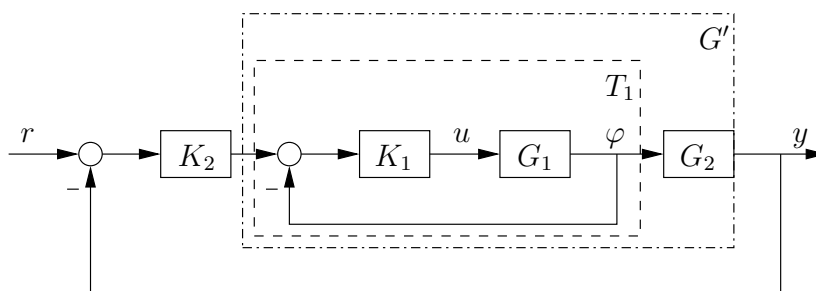 G′
T₁
r
K₂
K₁
u
G₁
φ
G₂
y
−
−